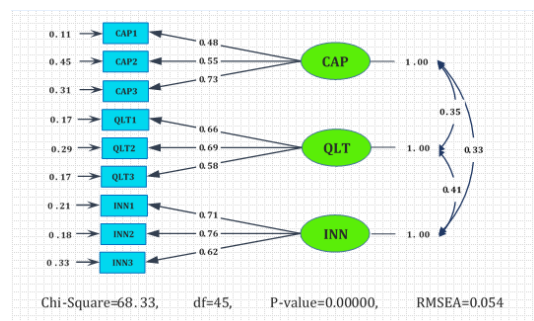 0.11 CAP1
0.48
0.45 CAP2 0.55 CAP 1.00
0.31 CAP3 0.73
0.35
0.17 QLT1
0.66
0.29 QLT2 0.69 QLT 1.00 0.33
0.17 QLT3 0.58
0.41
0.21 INN1
0.71
0.18 INN2 0.76 INN 1.00
0.33 INN3 0.62
Chi-Square=68.33, df=45, P-value=0.00000, RMSEA=0.054